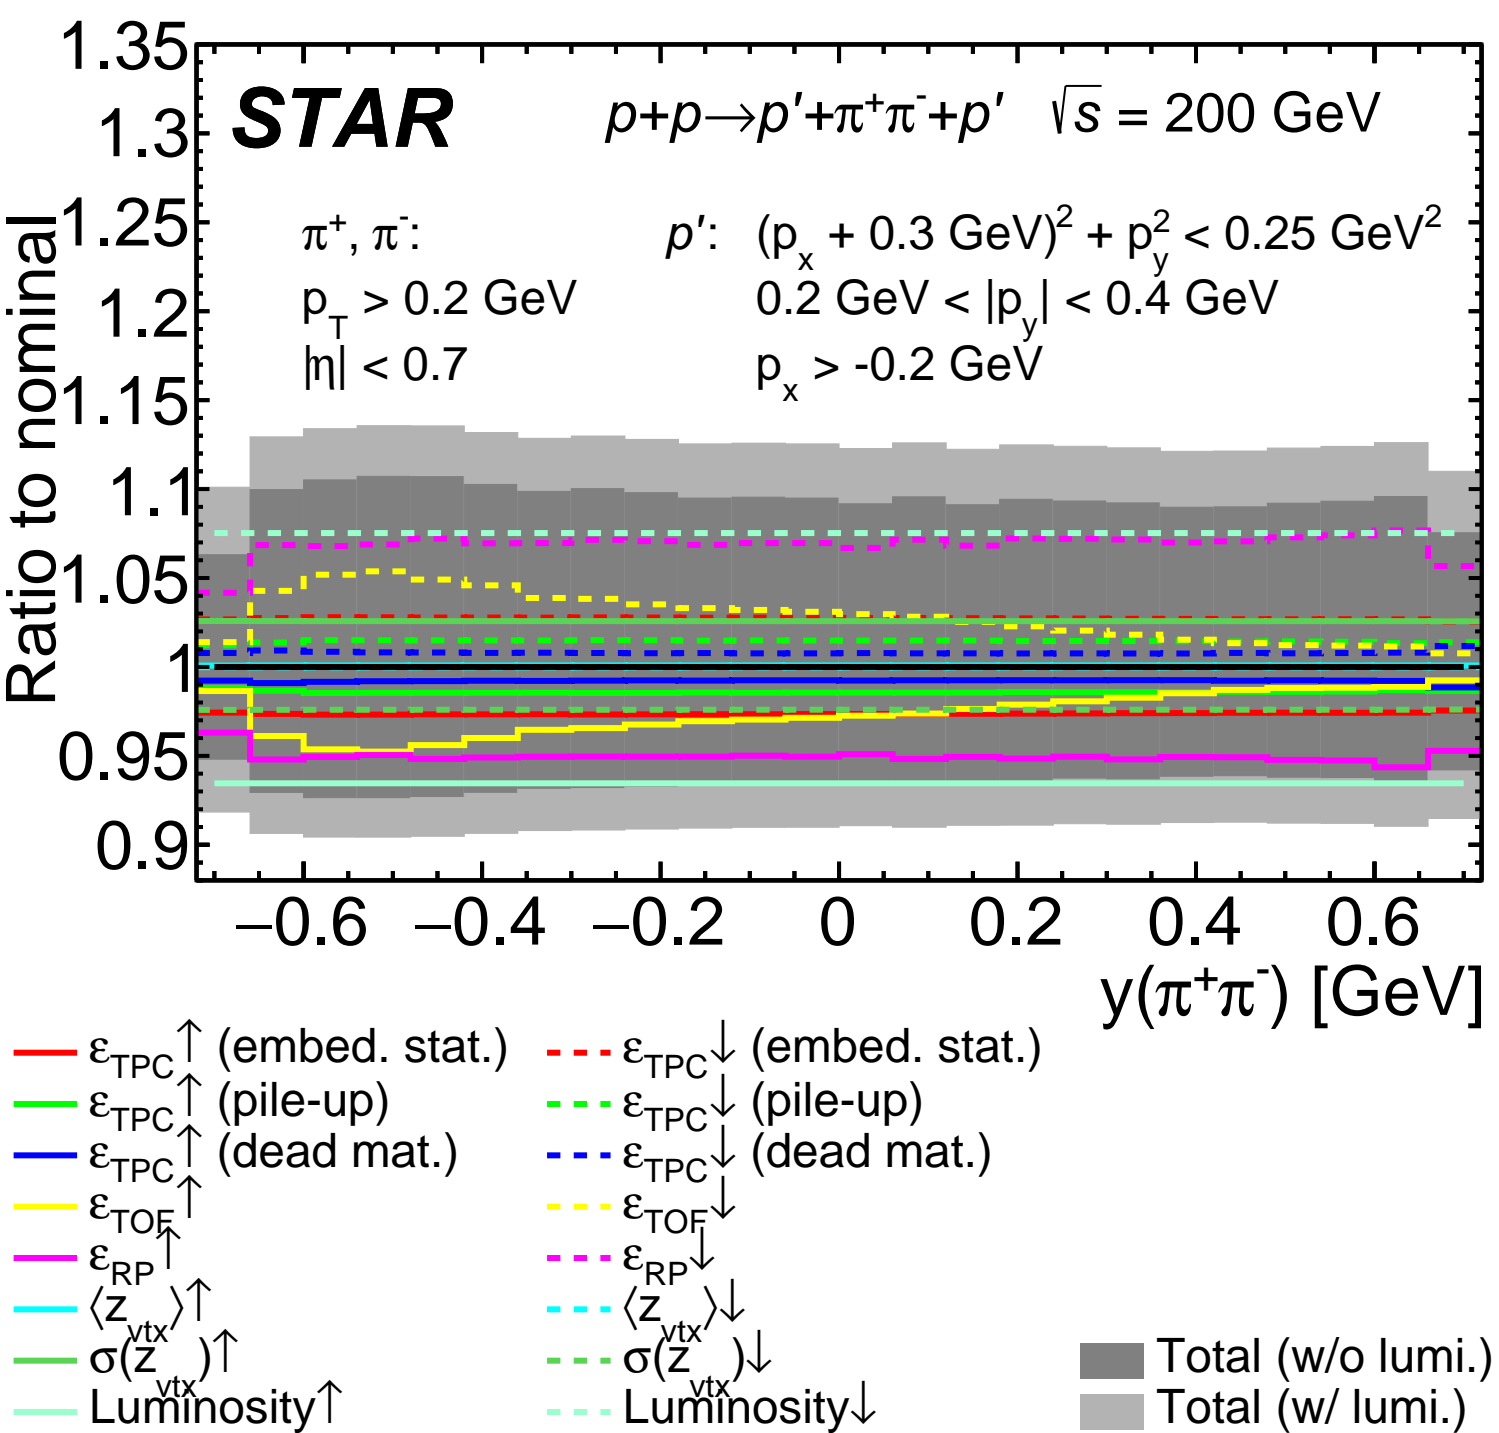 STAR p+p→p′+π⁺π⁻+p′ √s = 200 GeV
π⁺, π⁻: p′: (pₓ + 0.3 GeV)² + p_y² < 0.25 GeV²
p_T > 0.2 GeV 0.2 GeV < |p_y| < 0.4 GeV
|η| < 0.7 pₓ > -0.2 GeV
Ratio to nominal
1.35
1.3
1.25
1.2
1.15
1.1
1.05
1
0.95
0.9
−0.6 −0.4 −0.2 0 0.2 0.4 0.6
y(π⁺π⁻) [GeV]
ε_TPC↑ (embed. stat.) ε_TPC↓ (embed. stat.)
ε_TPC↑ (pile-up) ε_TPC↓ (pile-up)
ε_TPC↑ (dead mat.) ε_TPC↓ (dead mat.)
ε_TOF↑ ε_TOF↓
ε_RP↑ ε_RP↓
⟨z_vtx⟩↑ ⟨z_vtx⟩↓
σ(z_vtx)↑ σ(z_vtx)↓ Total (w/o lumi.)
Luminosity↑ Luminosity↓ Total (w/ lumi.)